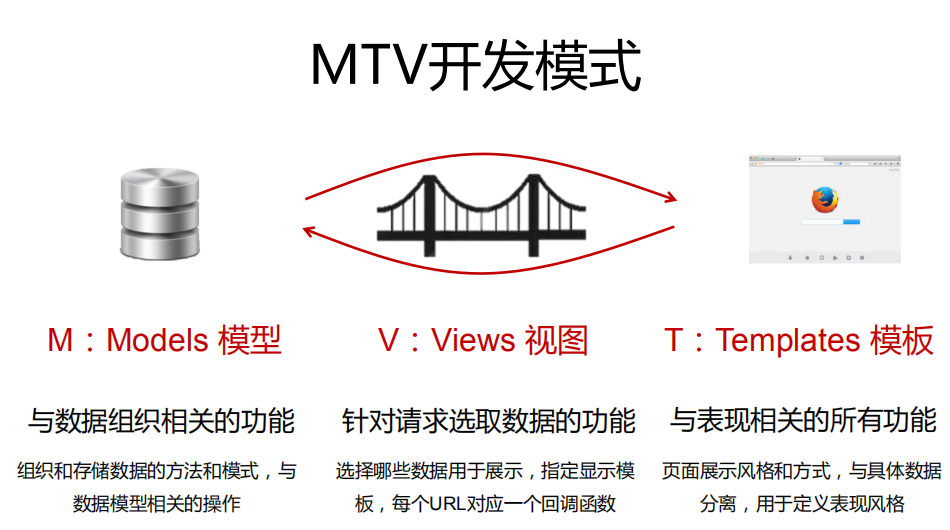 MTV开发模式
M：Models 模型
V：Views 视图
T：Templates 模板
与数据组织相关的功能
针对请求选取数据的功能
与表现相关的所有功能
组织和存储数据的方法和模式，与
数据模型相关的操作
选择哪些数据用于展示，指定显示模
板，每个URL对应一个回调函数
页面展示风格和方式，与具体数据
分离，用于定义表现风格